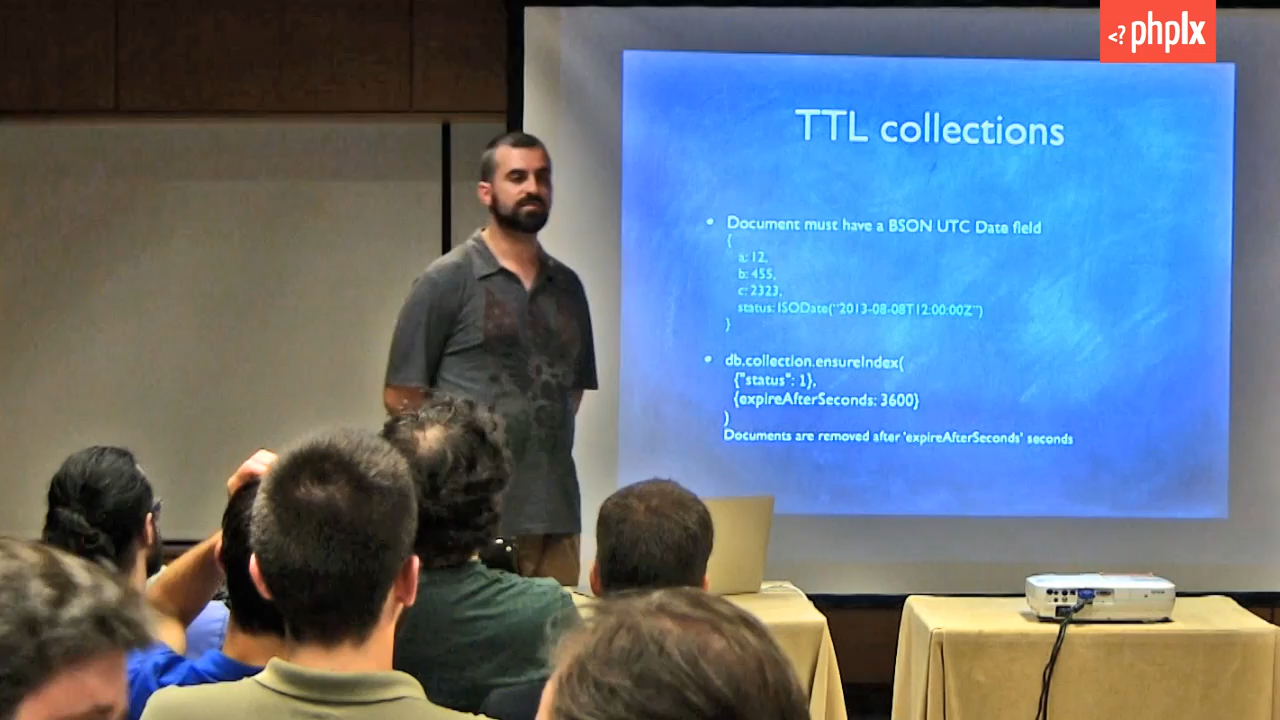 <? phplx
TTL collections
• Document must have a BSON UTC Date field
{
a: 12,
b: 455,
c: 2323,
status: ISODate("2013-08-08T12:00:00Z")
}
• db.collection.ensureIndex(
{"status": 1},
{expireAfterSeconds: 3600}
)
Documents are removed after 'expireAfterSeconds' seconds